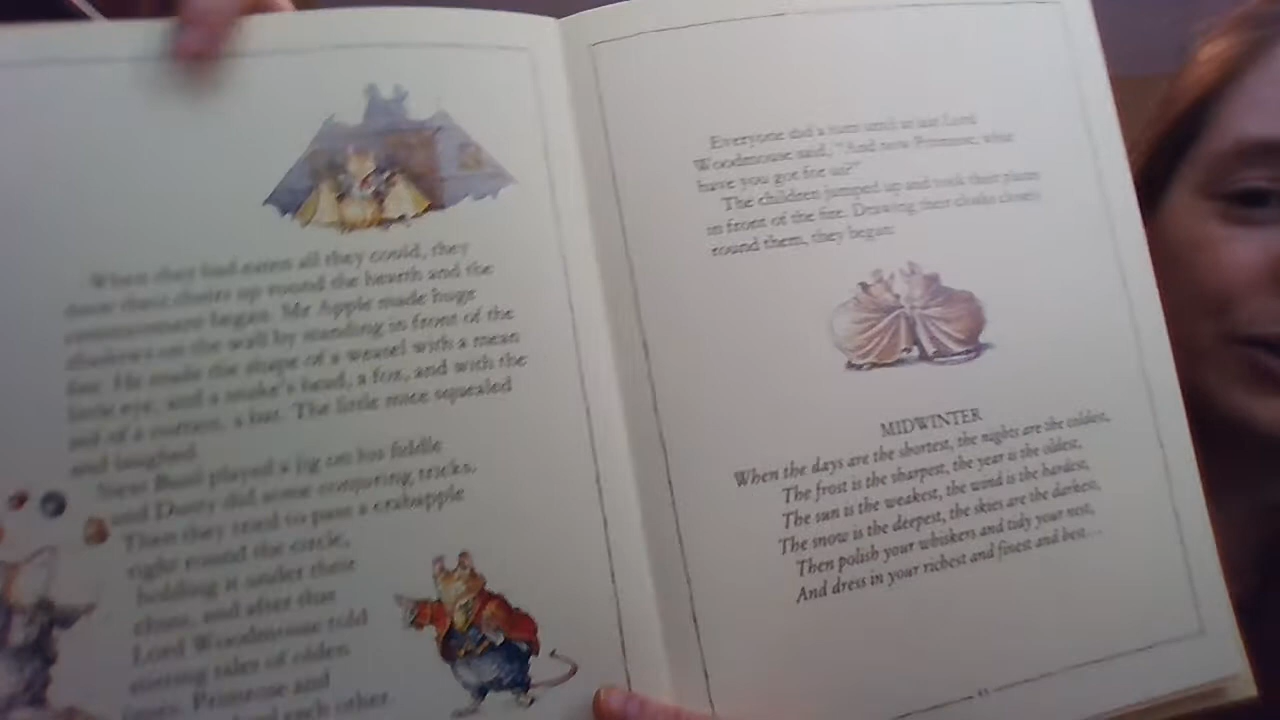 When they had eaten all they could, they
drew their chairs up round the hearth and the
entertainment began. Mr Apple made huge
shadows on the wall by standing in front of the
fire. He made the shape of a weasel with a mean
little eye, and a snake's head, a fox, and with the
aid of a a bat. The little mice squealed
and laughed.
Next Basil played a jig on his fiddle
and Dusty did some conjuring tricks.
Then they tried to pass a crabapple
right round the circle,
holding it under their
chins, and after that
Lord Woodmouse told
tales of olden
times. Primrose and
each other.
Everyone did a turn until at last Lord
Woodmouse said, "And now Primrose, what
have you got for us?"
The children jumped up and took their places
in front of the fire. Drawing their cloaks closely
round them, they began:
MIDWINTER
When the days are the shortest, the nights are the coldest,
The frost is the sharpest, the year is the oldest,
The sun is the weakest, the wind is the hardest,
The snow is the deepest, the skies are the darkest,
Then polish your whiskers and tidy your nest,
And dress in your richest and finest and best...